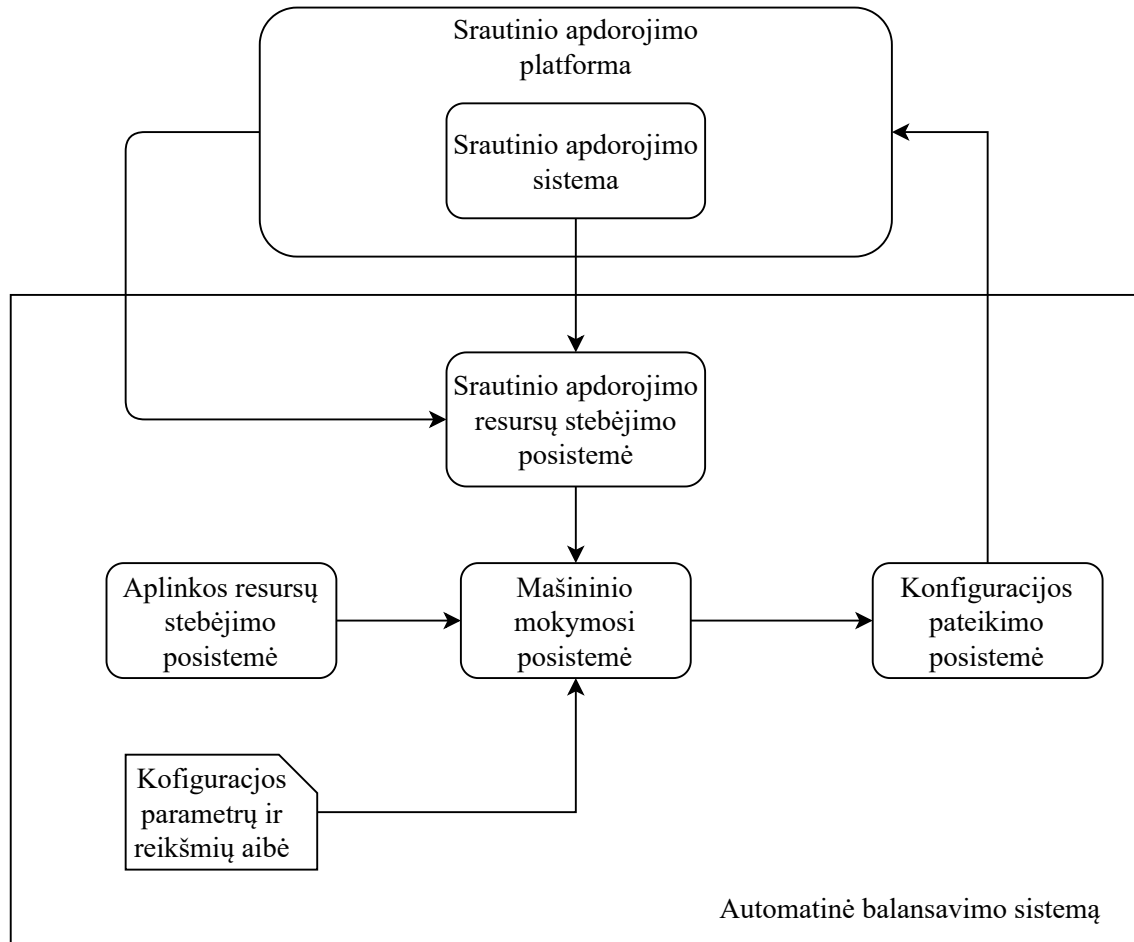 Srautinio apdorojimo
platforma
Srautinio apdorojimo
sistema
Srautinio apdorojimo
resursų stebėjimo
posistemė
Aplinkos resursų
stebėjimo
posistemė
Mašininio
mokymosi
posistemė
Konfiguracijos
pateikimo
posistemė
Kofiguracjos
parametrų ir
reikšmių aibė
Automatinė balansavimo sistemą